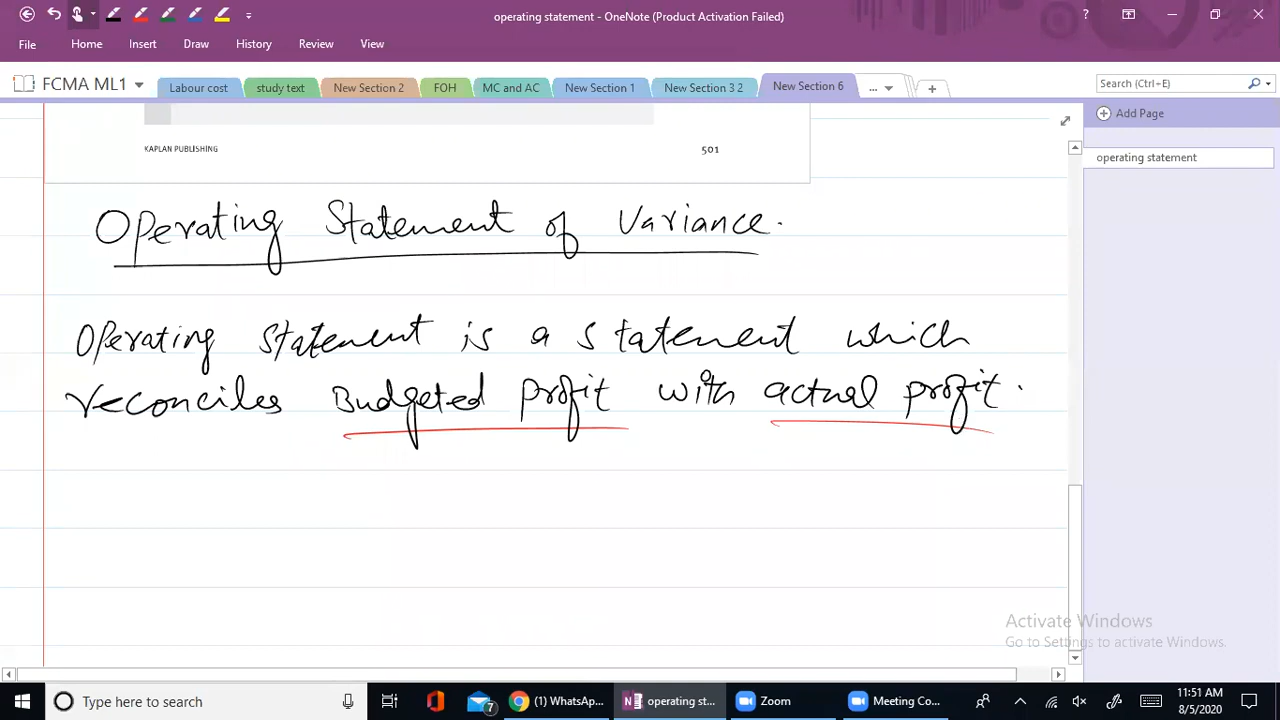 operating statement - OneNote (Product Activation Failed)
?
File Home Insert Draw History Review View
FCMA ML1
Labour cost study text New Section 2 FOH MC and AC New Section 1 New Section 3 2 New Section 6 ...
Search (Ctrl+E)
Add Page
operating statement
KAPLAN PUBLISHING 501
Operating Statement of Variance.
Operating Statement is a statement which
reconciles Budgeted profit with actual profit.
Activate Windows
Go to Settings to activate Windows.
Type here to search
7
(1) WhatsApp...
operating st...
Zoom
Meeting Co...
11:51 AM
8/5/2020